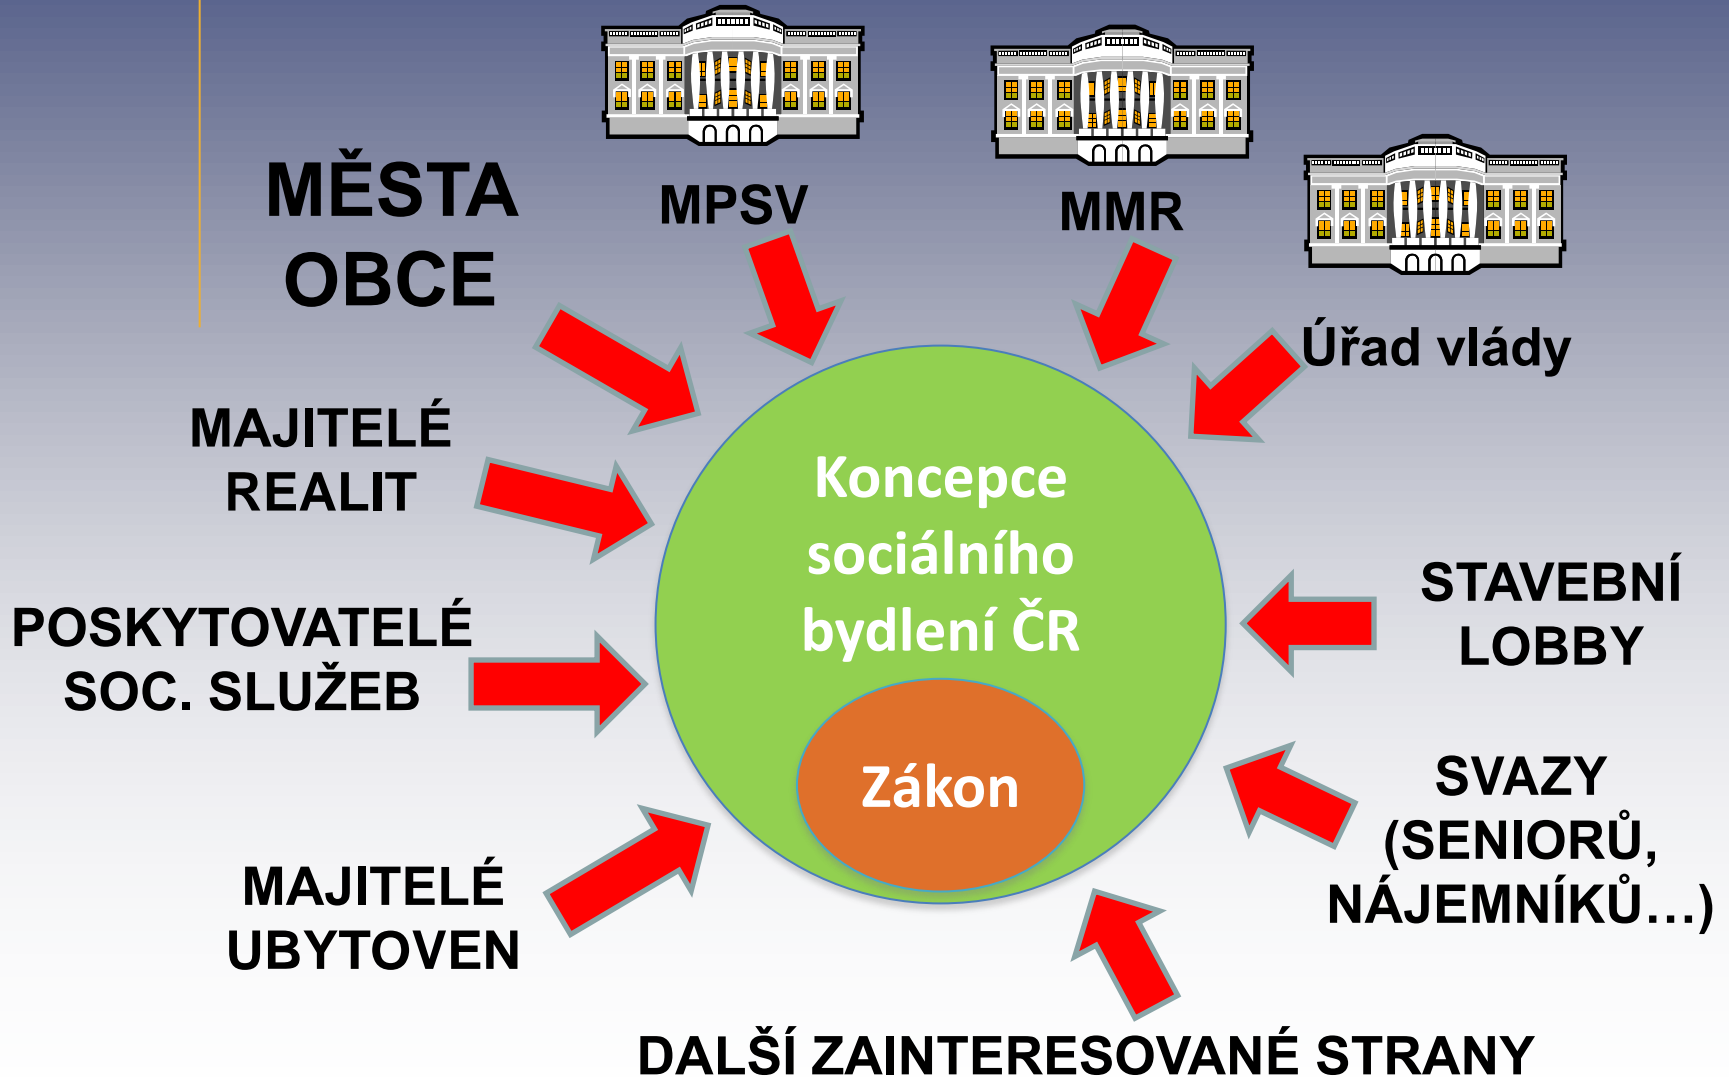 MĚSTA
OBCE
MPSV
MMR
Úřad vlády
MAJITELÉ
REALIT
POSKYTOVATELÉ
SOC. SLUŽEB
MAJITELÉ
UBYTOVEN
Koncepce
sociálního
bydlení ČR
Zákon
STAVEBNÍ
LOBBY
SVAZY
(SENIORŮ,
NÁJEMNÍKŮ…)
DALŠÍ ZAINTERESOVANÉ STRANY